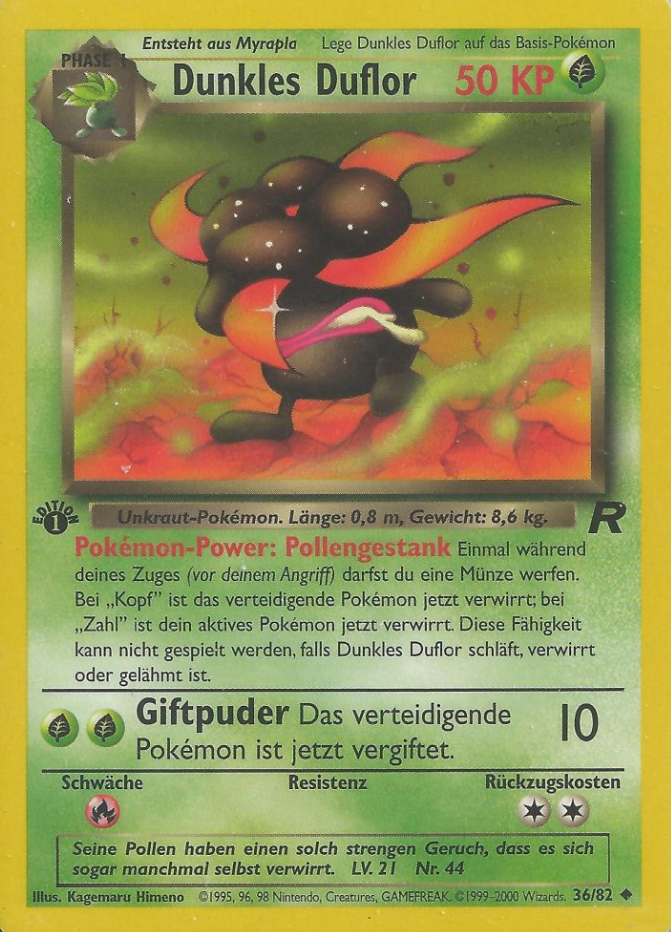 Entsteht aus Myrapla Lege Dunkles Duflor auf das Basis-Pokémon
PHASE 1
Dunkles Duflor 50 KP
EDITION
1
Unkraut-Pokémon. Länge: 0,8 m, Gewicht: 8,6 kg.
R
Pokémon-Power: Pollengestank Einmal während
deines Zuges (vor deinem Angriff) darfst du eine Münze werfen.
Bei „Kopf" ist das verteidigende Pokémon jetzt verwirrt; bei
„Zahl" ist dein aktives Pokémon jetzt verwirrt. Diese Fähigkeit
kann nicht gespielt werden, falls Dunkles Duflor schläft, verwirrt
oder gelähmt ist.
Giftpuder Das verteidigende 10
Pokémon ist jetzt vergiftet.
Schwäche Resistenz Rückzugskosten
Seine Pollen haben einen solch strengen Geruch, dass es sich
sogar manchmal selbst verwirrt. LV. 21 Nr. 44
Illus. Kagemaru Himeno ©1995, 96, 98 Nintendo, Creatures, GAMEFREAK. ©1999-2000 Wizards. 36/82